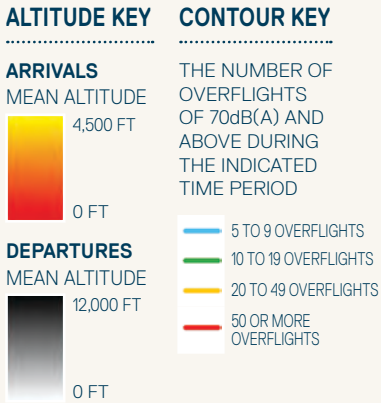 ALTITUDE KEY
ARRIVALS
MEAN ALTITUDE
4,500 FT
0 FT
DEPARTURES
MEAN ALTITUDE
12,000 FT
0 FT
CONTOUR KEY
THE NUMBER OF
OVERFLIGHTS
OF 70dB(A) AND
ABOVE DURING
THE INDICATED
TIME PERIOD
5 TO 9 OVERFLIGHTS
10 TO 19 OVERFLIGHTS
20 TO 49 OVERFLIGHTS
50 OR MORE
OVERFLIGHTS